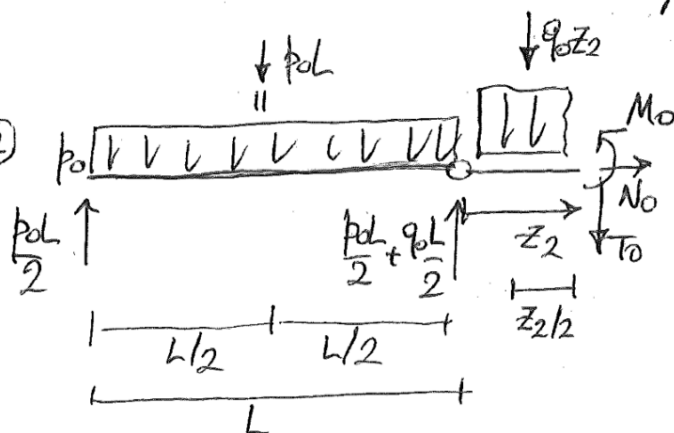 p₀L
q₀z₂
p₀
M₀
N₀
T₀
p₀L/2
p₀L/2 + q₀L/2
z₂
z₂/2
L/2 L/2
L